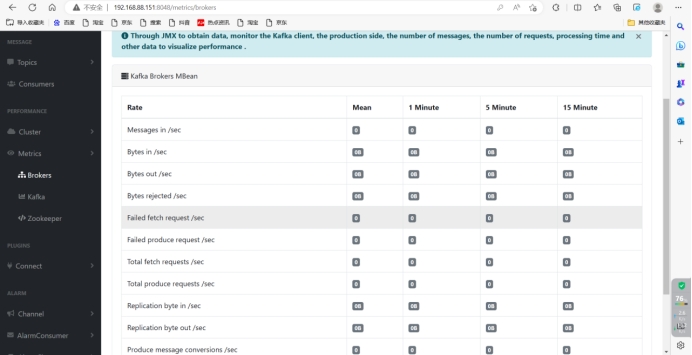 不安全 | 192.168.88.151:8048/metrics/brokers
导入收藏夹 百度 淘宝 京东 搜索 抖音 热点资讯 淘宝 京东 其他收藏夹
Through JMX to obtain data, monitor the Kafka client, the production side, the number of messages, the number of requests, processing time and
other data to visualize performance .
MESSAGE
Topics
Consumers
PERFORMANCE
Cluster
Metrics
Brokers
Kafka
Zookeeper
PLUGINS
Connect
ALARM
Channel
AlarmConsumer
Kafka Brokers MBean
Rate Mean 1 Minute 5 Minute 15 Minute
Messages in /sec 0 0 0 0
Bytes in /sec 0B 0B 0B 0B
Bytes out /sec 0B 0B 0B 0B
Bytes rejected /sec 0B 0B 0B 0B
Failed fetch request /sec 0 0 0 0
Failed produce request /sec 0 0 0 0
Total fetch requests /sec 0 0 0 0
Total produce requests /sec 0 0 0 0
Replication byte in /sec 0B 0B 0B 0B
Replication byte out /sec 0B 0B 0B 0B
Produce message conversions /sec 0 0 0 0